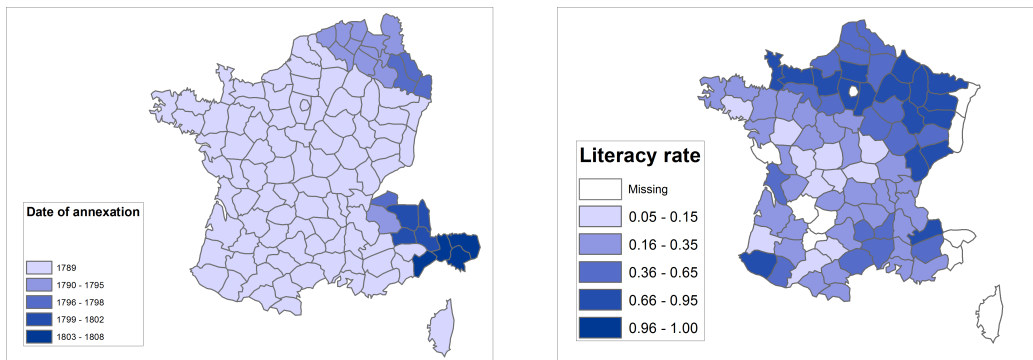 Date of annexation
1789
1790 - 1795
1796 - 1798
1799 - 1802
1803 - 1808
Literacy rate
Missing
0.05 - 0.15
0.16 - 0.35
0.36 - 0.65
0.66 - 0.95
0.96 - 1.00